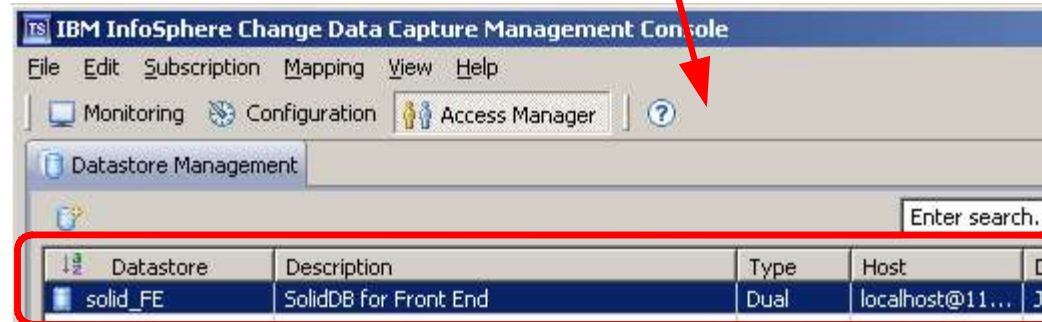 TS IBM InfoSphere Change Data Capture Management Console
File Edit Subscription Mapping View Help
Monitoring Configuration Access Manager ?
Datastore Management
Enter search.
Datastore Description Type Host
solid_FE SolidDB for Front End Dual localhost@11... J